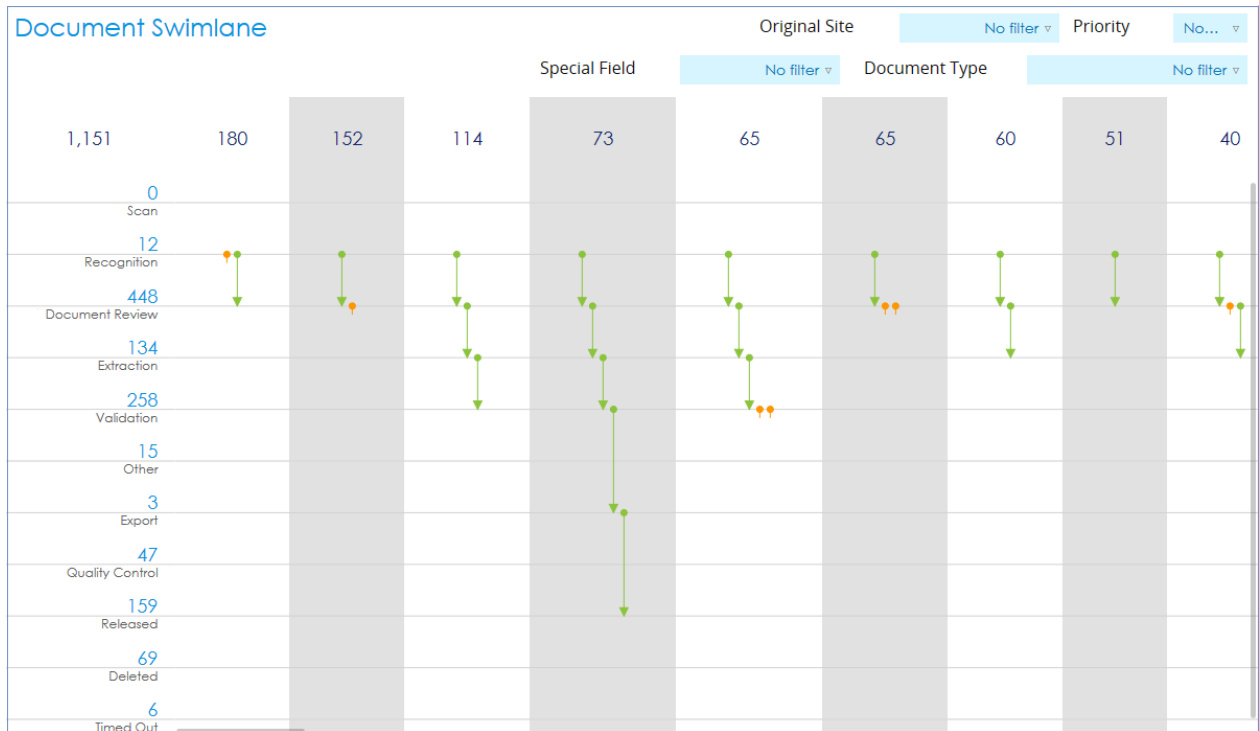 Document Swimlane
Original Site No filter Priority No...
Special Field No filter Document Type No filter
1,151 180 152 114 73 65 65 60 51 40
0
Scan
12
Recognition
448
Document Review
134
Extraction
258
Validation
15
Other
3
Export
47
Quality Control
159
Released
69
Deleted
6
Timed Out